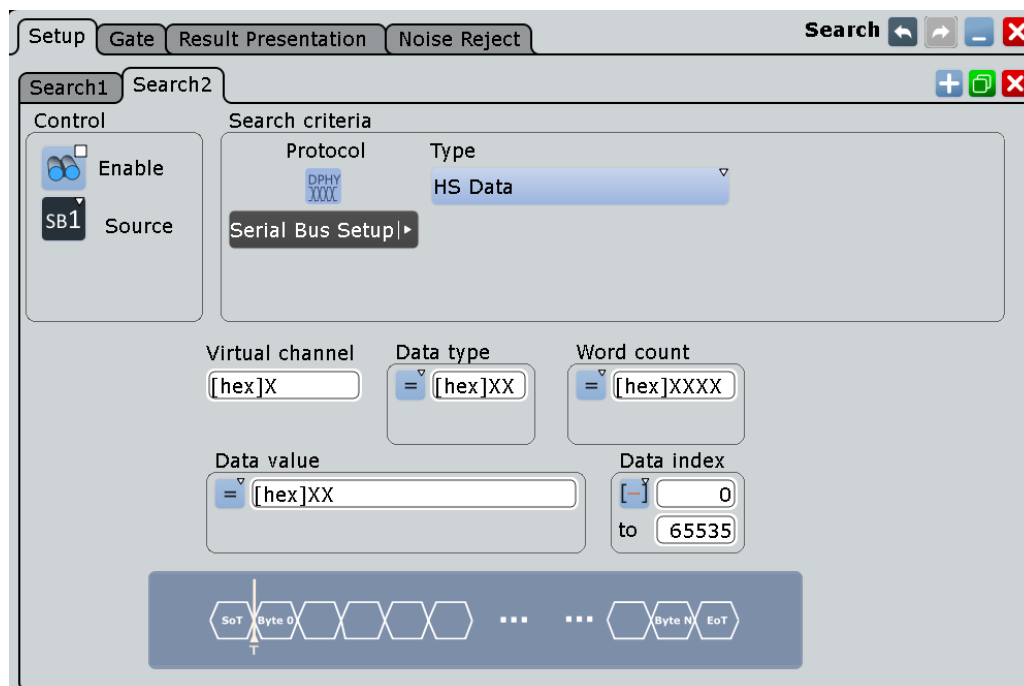 Setup Gate Result Presentation Noise Reject Search
Search1 Search2
Control Search criteria
Protocol Type
Enable DPHY HS Data
SB1 Source Serial Bus Setup
Virtual channel Data type Word count
[hex]X = [hex]XX = [hex]XXXX
Data value Data index
= [hex]XX [-] 0
to 65535
SoT Byte 0 ... ... Byte N EoT
T